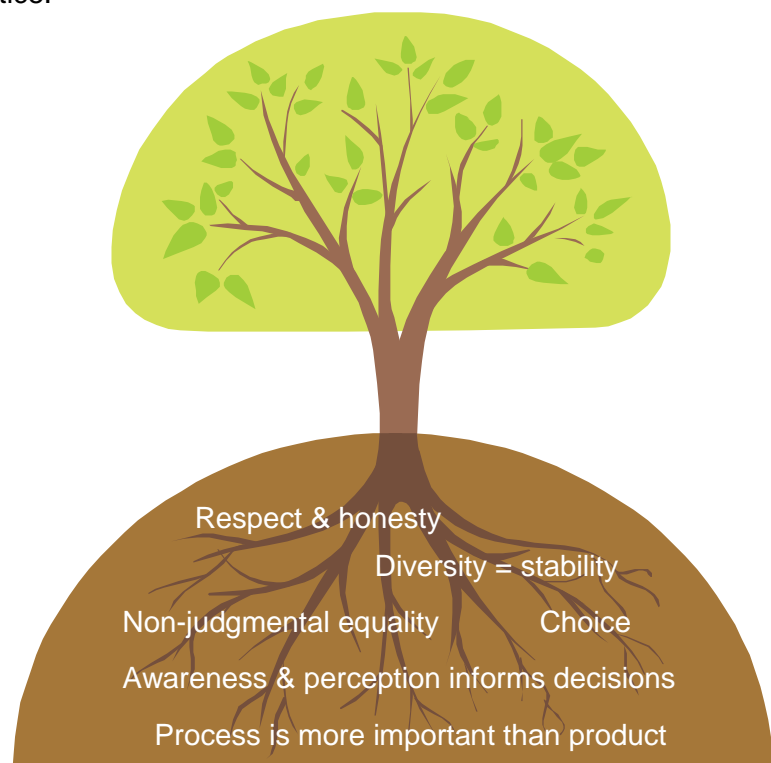 Respect & honesty
Diversity = stability
Non-judgmental equality Choice
Awareness & perception informs decisions
Process is more important than product